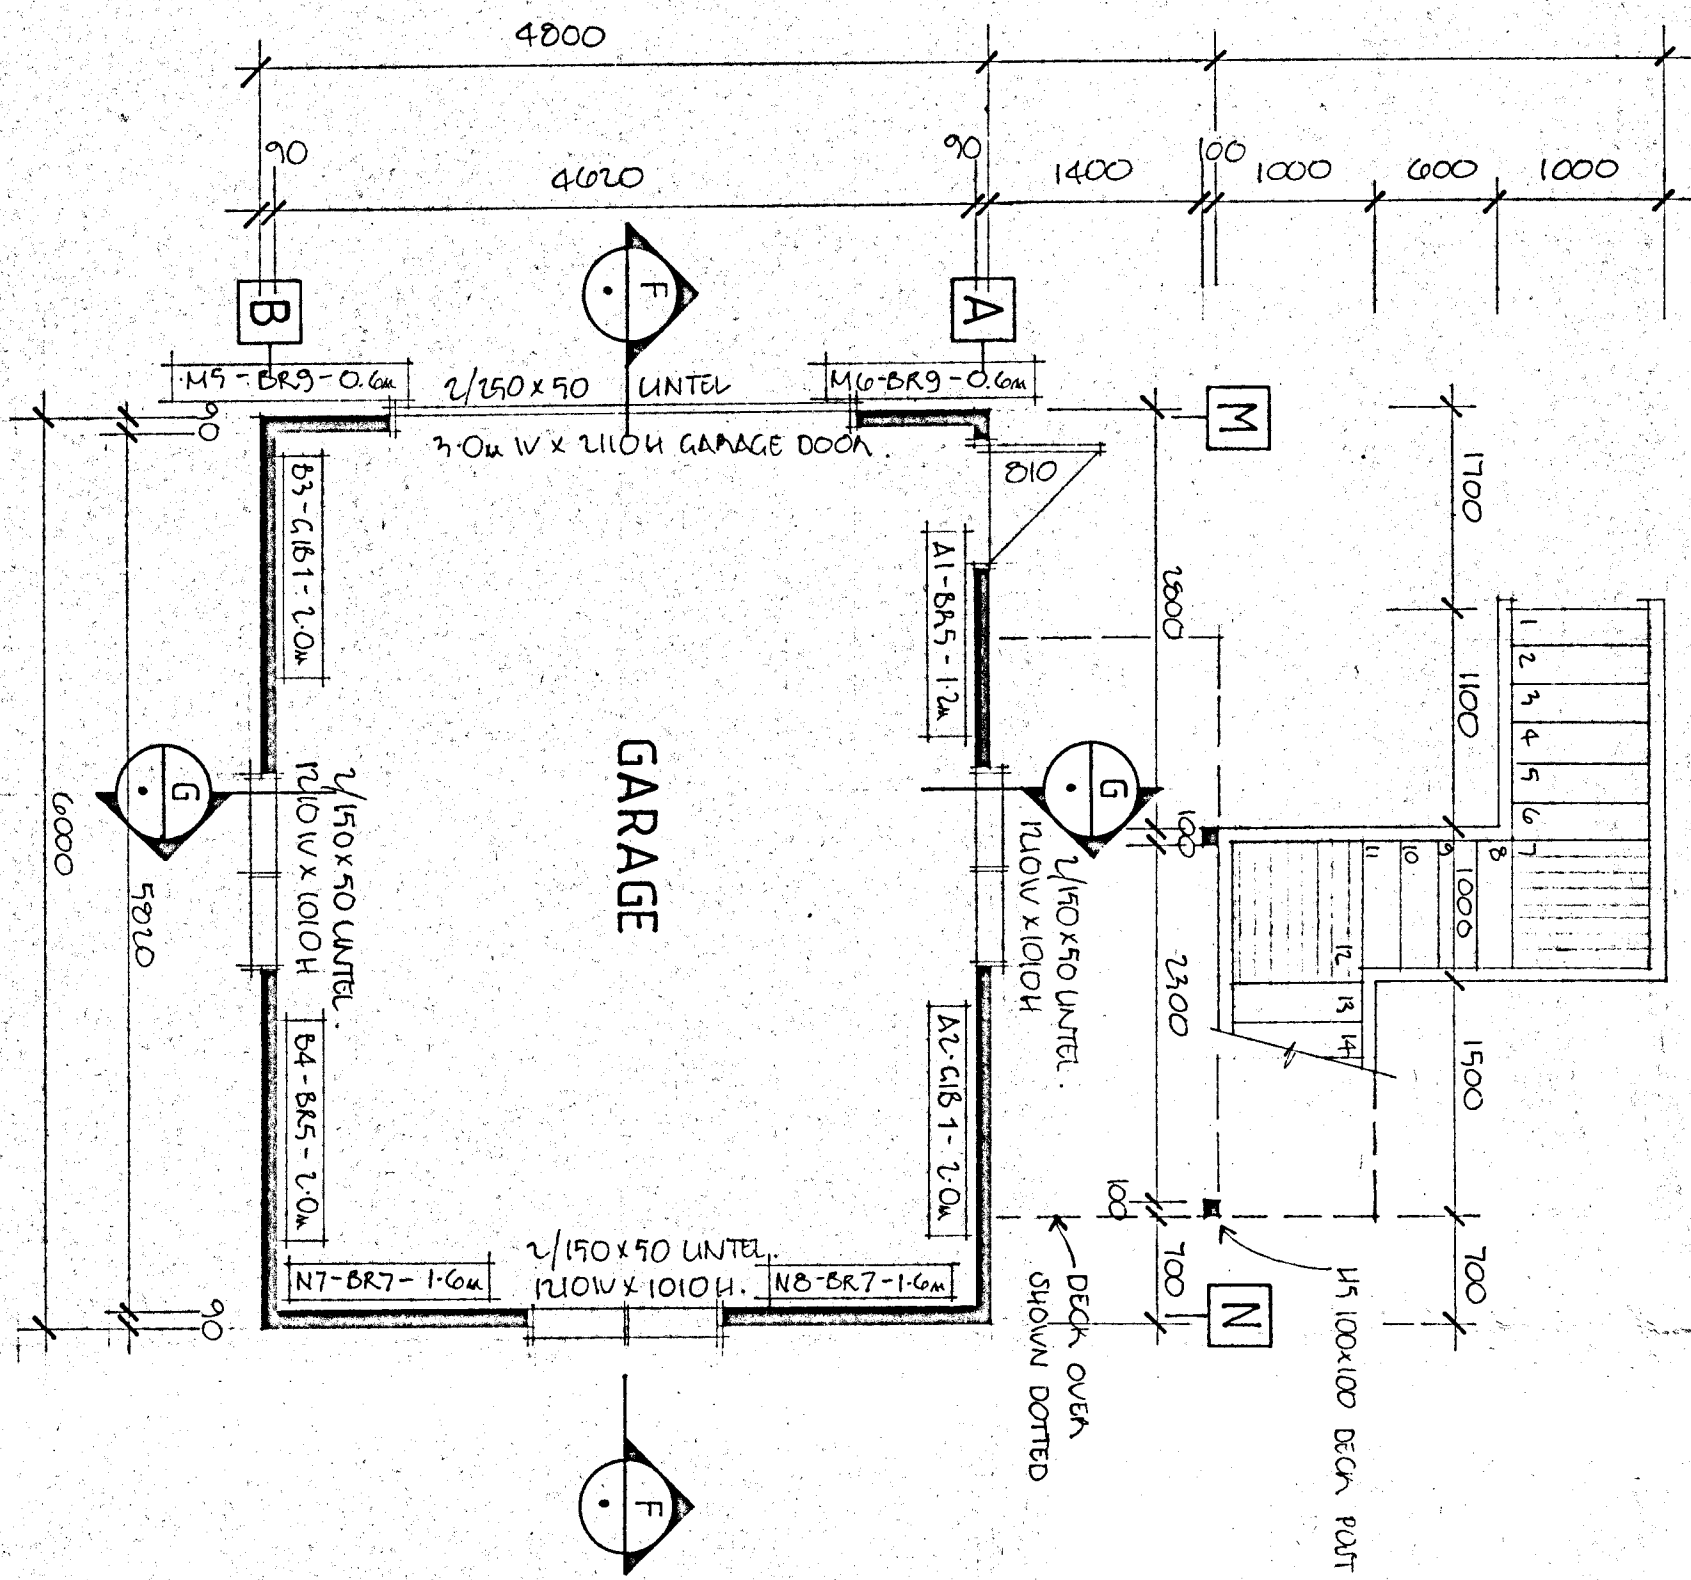 4800
90
4620
90
1400
100
1000
600
1000
B
F
A
M5-BR9-0.6m
2/250x50 LINTEL
M6-BR9-0.6m
M
3.0m W x 2110H GARAGE DOOR.
90
810
1700
B3-GIB1-2.0m
A1-BR5-1.2m
2800
1100
1
2
3
4
5
6
7
8
9
10
11
12
13
14
GARAGE
G
2/150x50 LINTEL.
1210W x 1010H
G
2/150x50 LINTEL.
1210W x 1010H
100
1000
2300
1500
6000
5820
B4-BR5-2.0m
A2-GIB1-2.0m
100
2/150x50 LINTEL.
1210W x 1010H.
N7-BR7-1.6m
N8-BR7-1.6m
90
700
700
N
DECK OVER
SHOWN DOTTED
H5 100x100 DECK POST
F